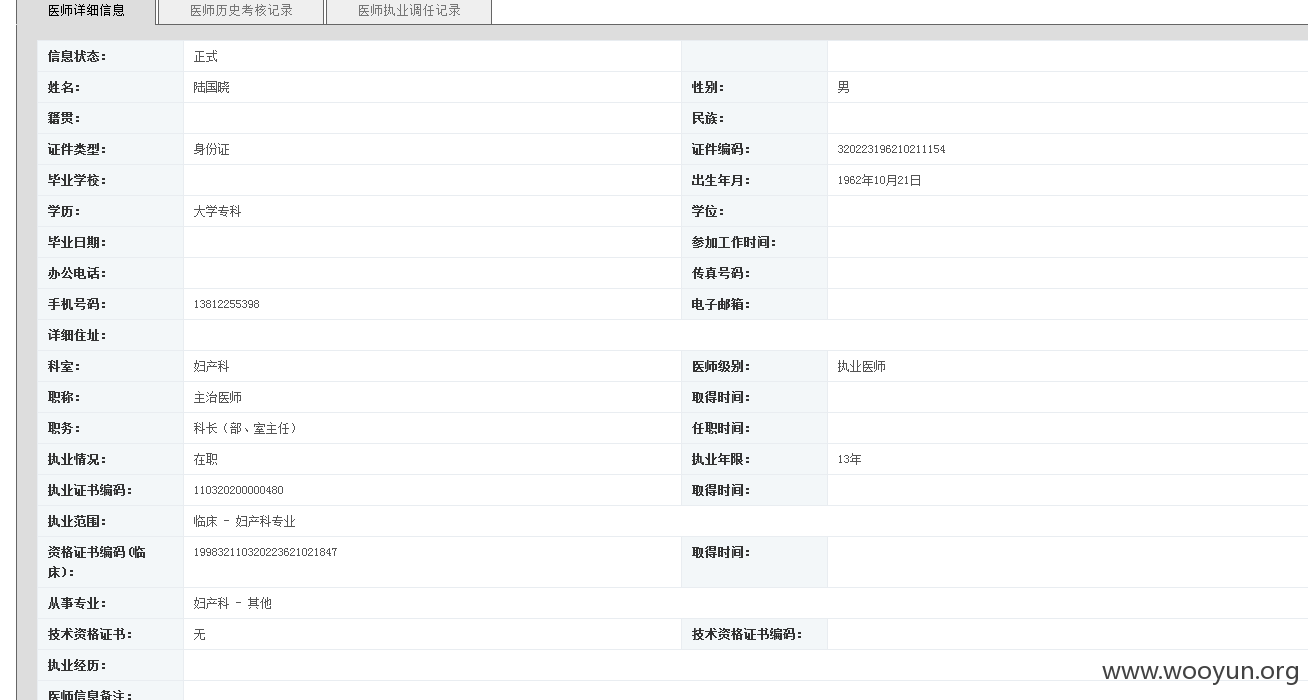 医师详细信息 医师历史考核记录 医师执业调任记录
信息状态： 正式
姓名： 陆国晓 性别： 男
籍贯： 民族：
证件类型： 身份证 证件编码： 320223196210211154
毕业学校： 出生年月： 1962年10月21日
学历： 大学专科 学位：
毕业日期： 参加工作时间：
办公电话： 传真号码：
手机号码： 13812255398 电子邮箱：
详细住址：
科室： 妇产科 医师级别： 执业医师
职称： 主治医师 取得时间：
职务： 科长（部、室主任） 任职时间：
执业情况： 在职 执业年限： 13年
执业证书编码： 110320200000480 取得时间：
执业范围： 临床 - 妇产科专业
资格证书编码(临 199832110320223621021847 取得时间：
床)：
从事专业： 妇产科 - 其他
技术资格证书： 无 技术资格证书编码：
执业经历：
医师信息备注：
www.wooyun.org